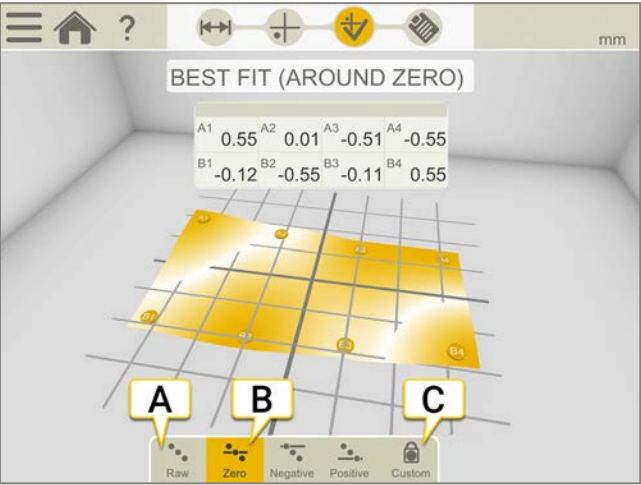 ?
mm
BEST FIT (AROUND ZERO)
A1 0.55 A2 0.01 A3 -0.51 A4 -0.55
B1 -0.12 B2 -0.55 B3 -0.11 B4 0.55
A1 A2 A3 A4
B1 B2 B3 B4
A B C
Raw Zero Negative Positive Custom